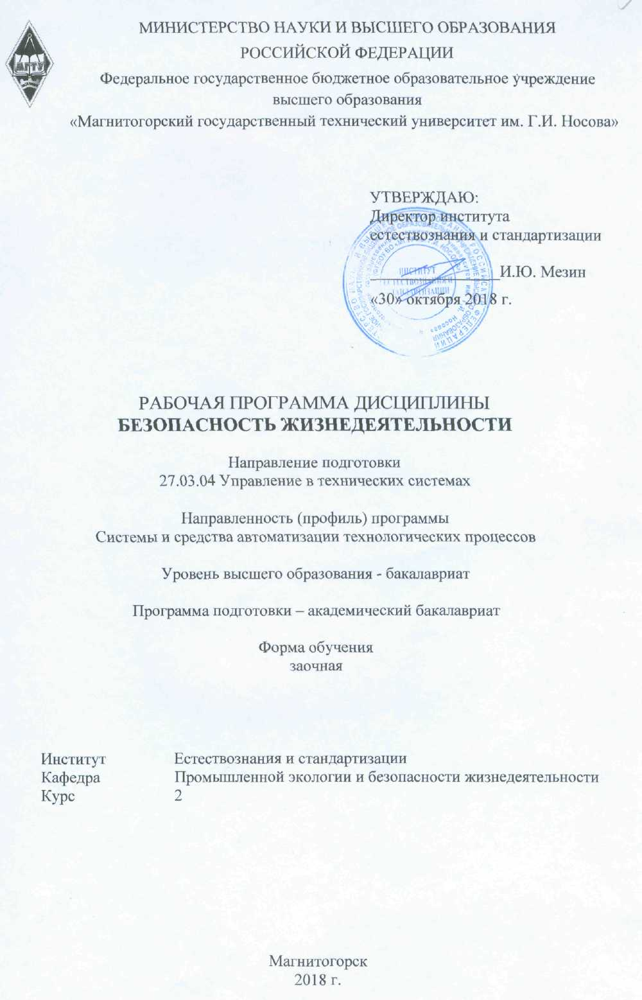 МИНИСТЕРСТВО НАУКИ И ВЫСШЕГО ОБРАЗОВАНИЯ
РОССИЙСКОЙ ФЕДЕРАЦИИ
Федеральное государственное бюджетное образовательное учреждение
высшего образования
«Магнитогорский государственный технический университет им. Г.И. Носова»
МГТУ
УТВЕРЖДАЮ:
Директор института
естествознания и стандартизации
И.Ю. Мезин
«30» октября 2018 г.
ИНСТИТУТ
ЕСТЕСТВОЗНАНИЯ И
СТАНДАРТИЗАЦИИ
РАБОЧАЯ ПРОГРАММА ДИСЦИПЛИНЫ
БЕЗОПАСНОСТЬ ЖИЗНЕДЕЯТЕЛЬНОСТИ
Направление подготовки
27.03.04 Управление в технических системах
Направленность (профиль) программы
Системы и средства автоматизации технологических процессов
Уровень высшего образования - бакалавриат
Программа подготовки – академический бакалавриат
Форма обучения
заочная
Институт Естествознания и стандартизации
Кафедра Промышленной экологии и безопасности жизнедеятельности
Курс 2
Магнитогорск
2018 г.